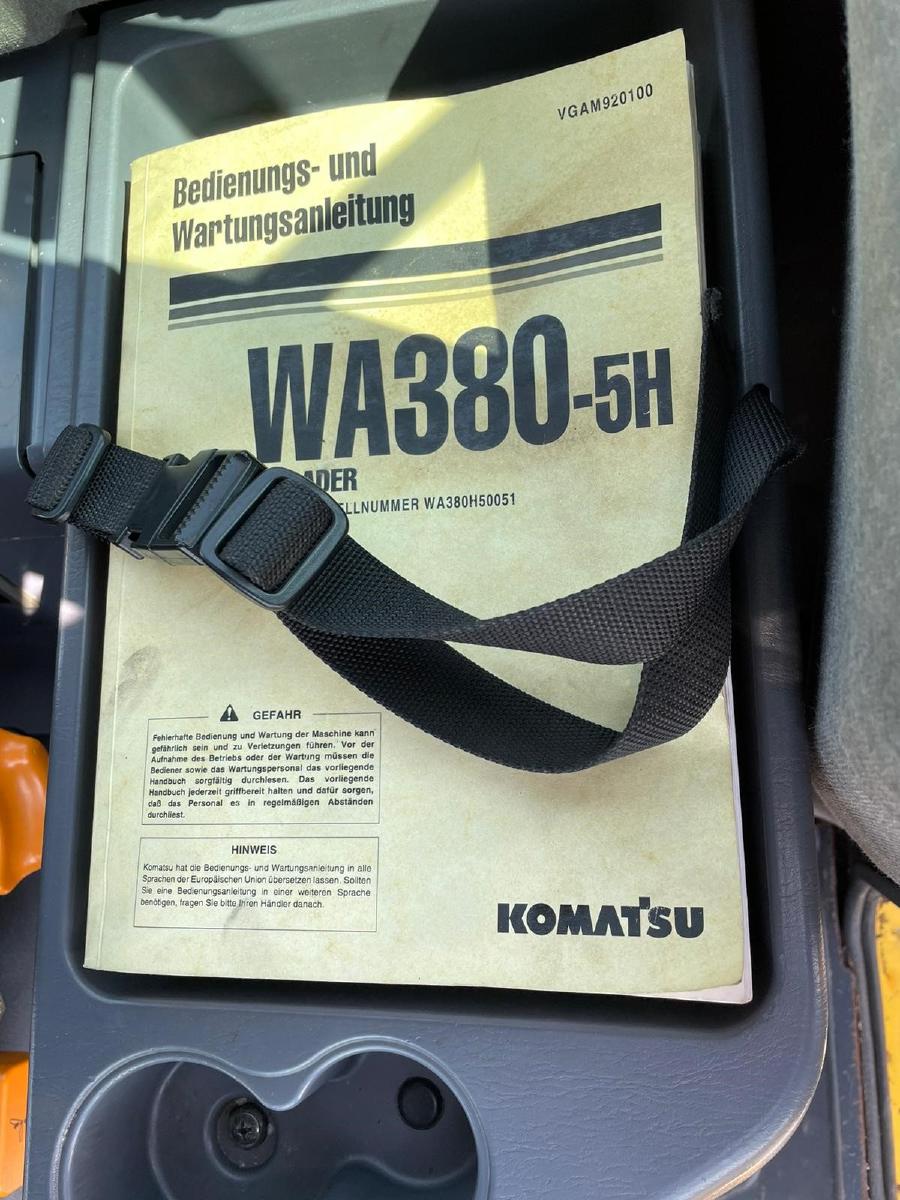 VGAM920100
Bedienungs- und
Wartungsanleitung
WA380-5H
ADER
ELLNUMMER WA380H50051
GEFAHR
Fehlerhafte Bedienung und Wartung der Maschine kann
gefährlich sein und zu Verletzungen führen. Vor der
Aufnahme des Betriebs oder der Wartung müssen die
Bediener sowie das Wartungspersonal das vorliegende
Handbuch sorgfältig durchlesen. Das vorliegende
Handbuch jederzeit griffbereit halten und dafür sorgen,
daß das Personal es in regelmäßigen Abständen
durchliest.
HINWEIS
Komatsu hat die Bedienungs- und Wartungsanleitung in alle
Sprachen der Europäischen Union übersetzen lassen. Sollten
Sie eine Bedienungsanleitung in einer weiteren Sprache
benötigen, fragen Sie bitte Ihren Händler danach.
KOMATSU